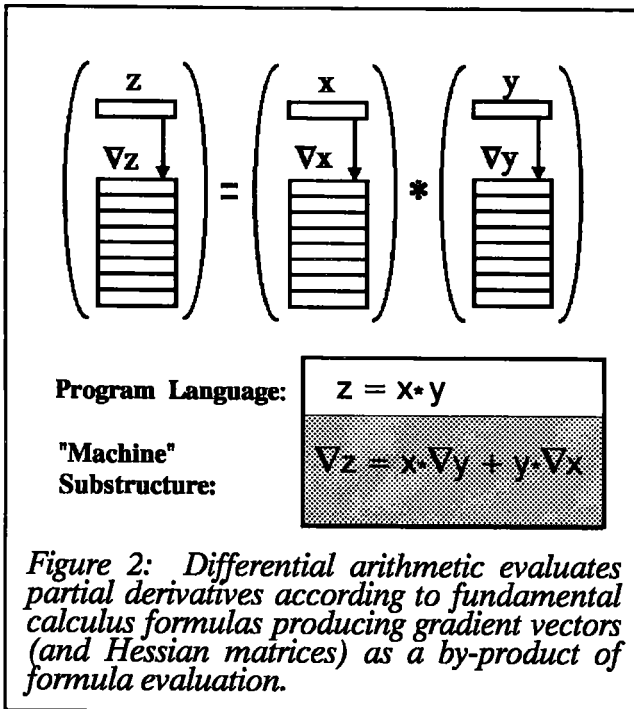 z x y
∇z ∇x ∇y
= *
Program Language: z = x*y
"Machine" ∇z = x*∇y + y*∇x
Substructure:
Figure 2: Differential arithmetic evaluates
partial derivatives according to fundamental
calculus formulas producing gradient vectors
(and Hessian matrices) as a by-product of
formula evaluation.